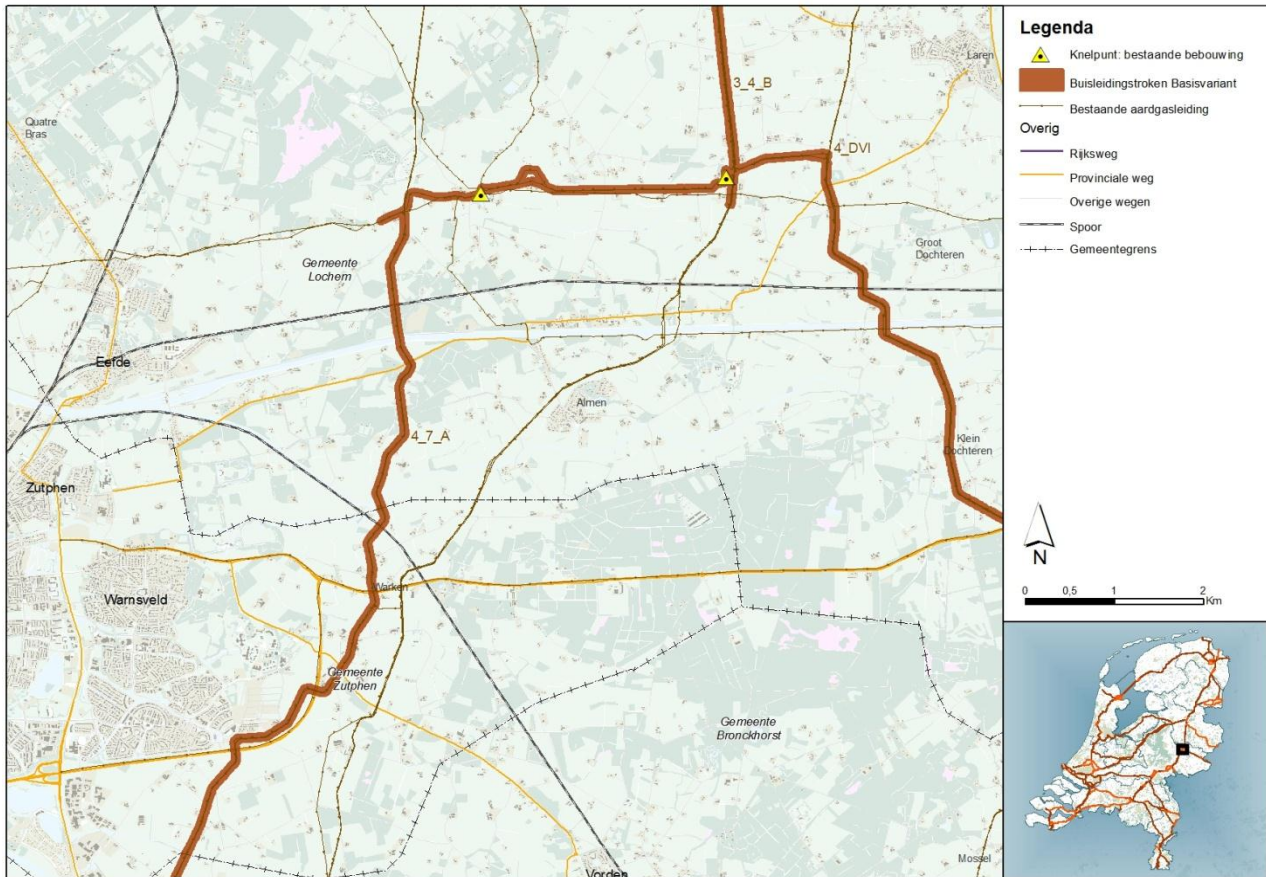 Quatre
Bras
Laren
3_4_B
4_DVI
Gemeente
Lochem
Groot
Dochteren
Eefde
Almen
Klein
Dochteren
4_7_A
Zutphen
Warken
Warnsveld
Gemeente
Zutphen
Gemeente
Bronckhorst
Mossel
Vorden
Legenda
Knelpunt: bestaande bebouwing
Buisleidingstroken Basisvariant
Bestaande aardgasleiding
Overig
Rijksweg
Provinciale weg
Overige wegen
Spoor
Gemeentegrens
N
0 0,5 1 2
Km